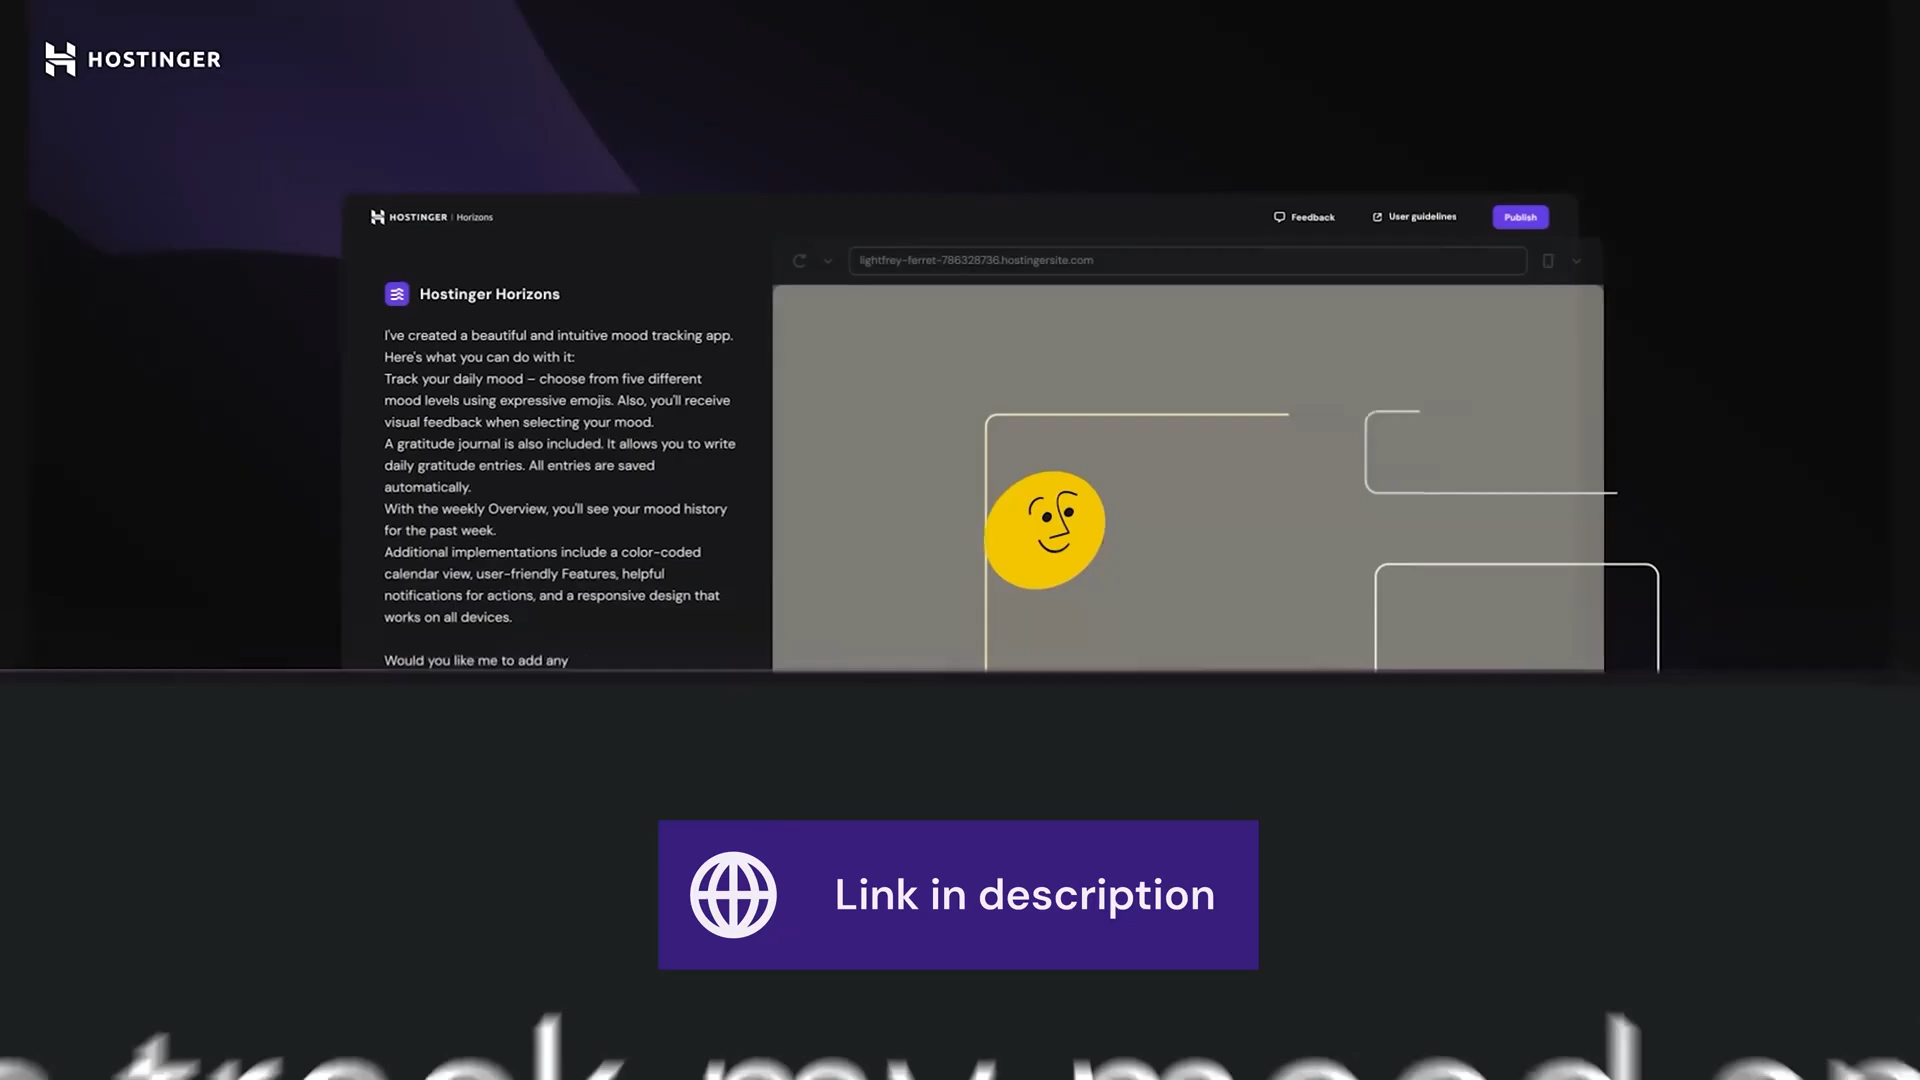 HOSTINGER
HOSTINGER | Horizons
Feedback
User guidelines
Publish
lightfrey-ferret-786328736.hostingersite.com
Hostinger Horizons
I've created a beautiful and intuitive mood tracking app.
Here's what you can do with it:
Track your daily mood – choose from five different
mood levels using expressive emojis. Also, you'll receive
visual feedback when selecting your mood.
A gratitude journal is also included. It allows you to write
daily gratitude entries. All entries are saved
automatically.
With the weekly Overview, you'll see your mood history
for the past week.
Additional implementations include a color-coded
calendar view, user-friendly Features, helpful
notifications for actions, and a responsive design that
works on all devices.
Would you like me to add any
Link in description
track my mood